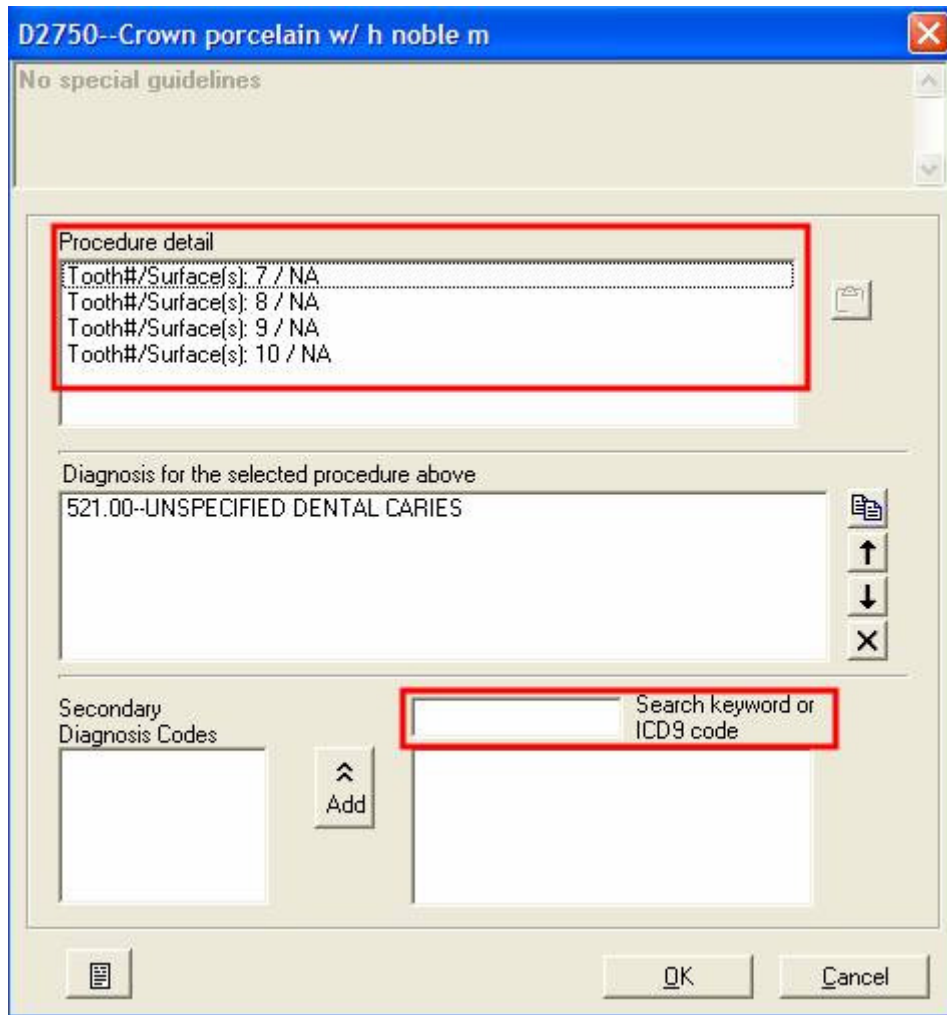 D2750--Crown porcelain w/ h noble m
No special guidelines
Procedure detail
Tooth#/Surface(s): 7 / NA
Tooth#/Surface(s): 8 / NA
Tooth#/Surface(s): 9 / NA
Tooth#/Surface(s): 10 / NA
Diagnosis for the selected procedure above
521.00--UNSPECIFIED DENTAL CARIES
Secondary
Diagnosis Codes
Search keyword or
ICD9 code
Add
OK
Cancel